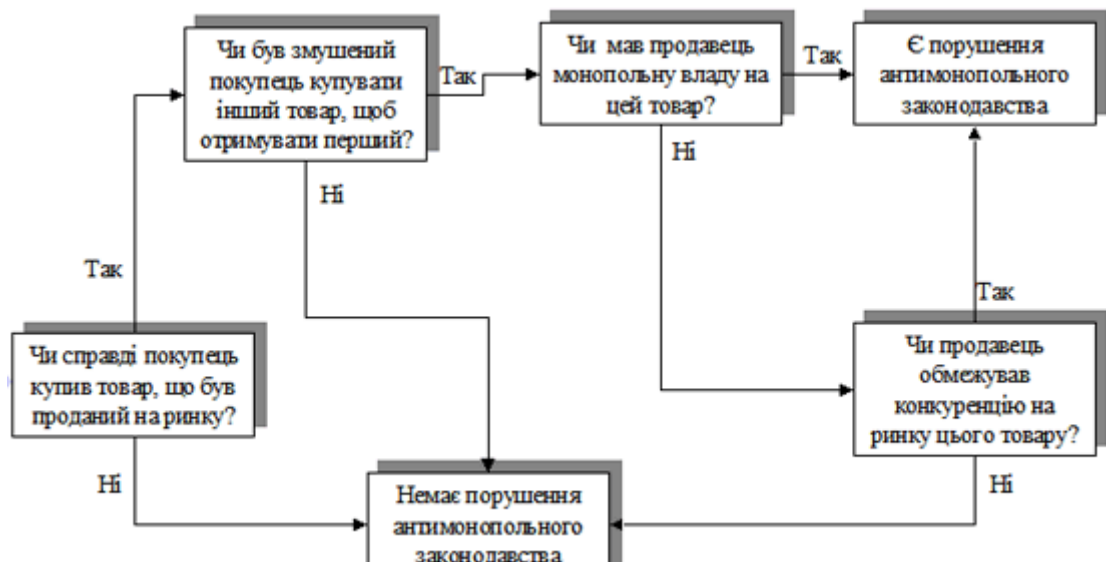 Чи був змушений
покупець купувати
інший товар, щоб
отримувати перший?
Так
Чи мав продавець
монопольну владу на
цей товар?
Так
Є порушення
антимонопольного
законодавства
Ні
Ні
Так
Так
Чи справді покупець
купив товар, що був
проданий на ринку?
Чи продавець
обмежував
конкуренцію на
ринку цього товару?
Ні
Ні
Немає порушення
антимонопольного
законодавства